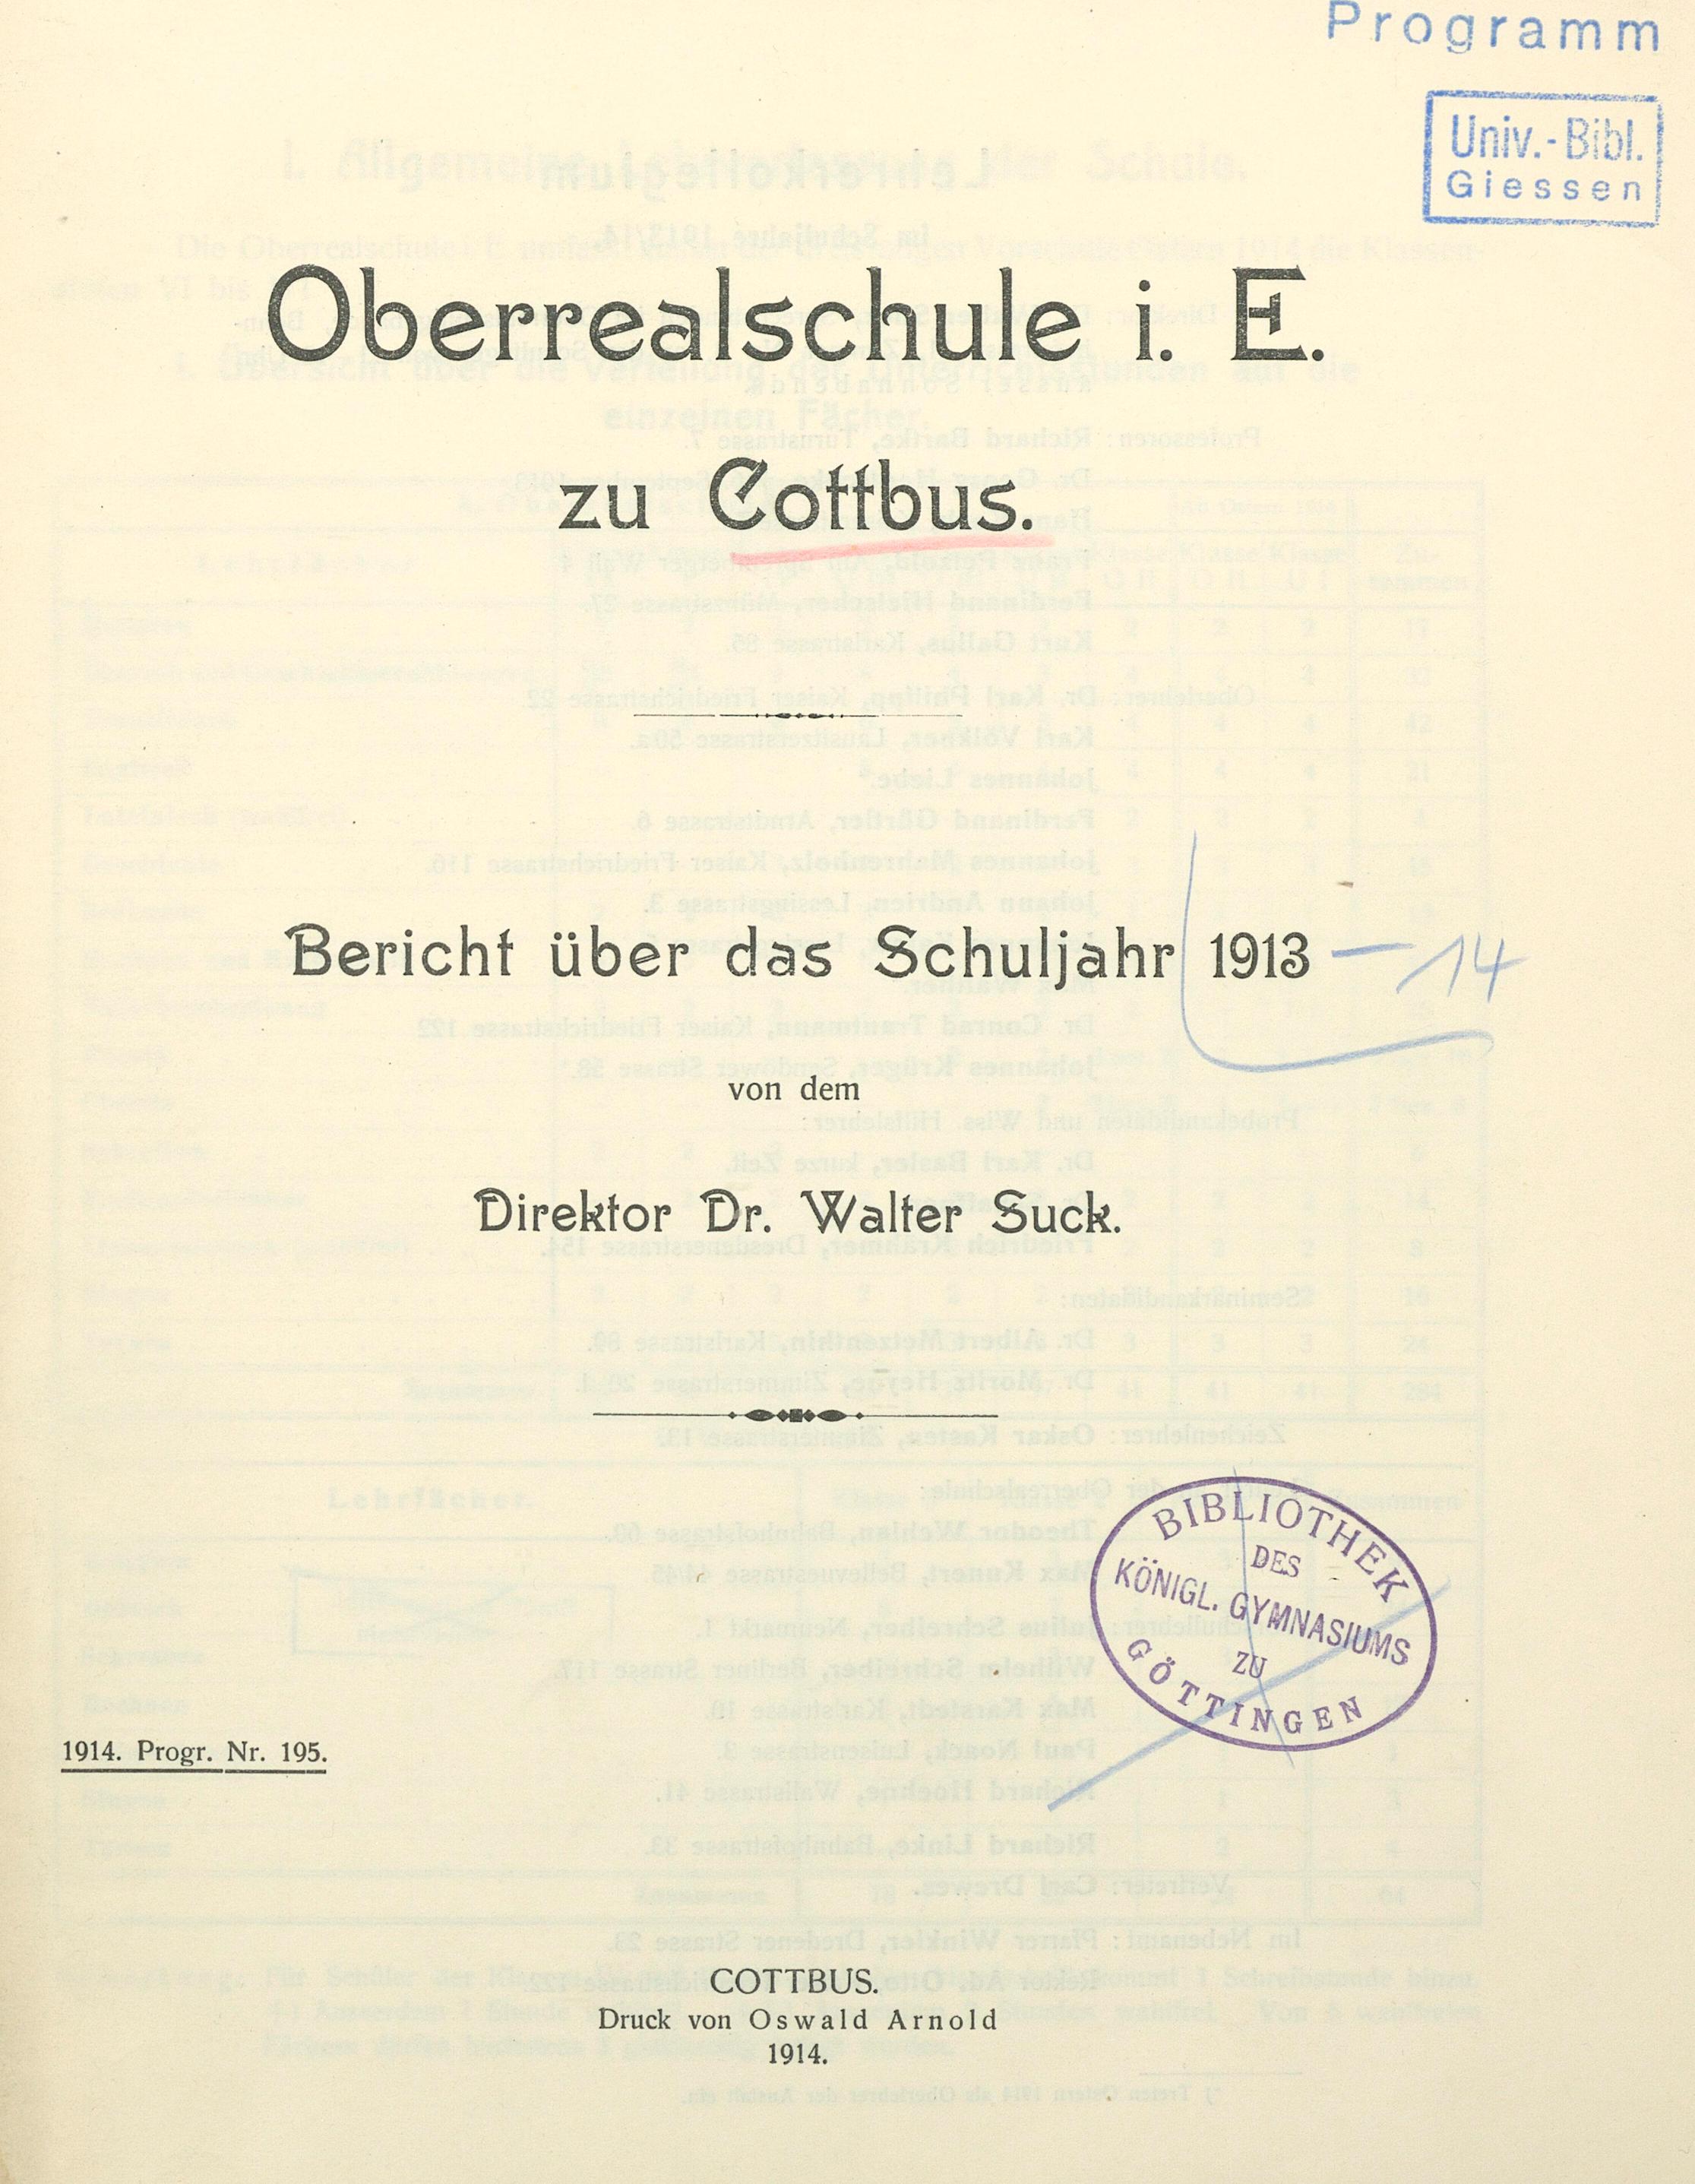 Programm
Univ.-Bibl.
Giessen
Oberrealschule i. E.
zu Cottbus.
Bericht über das Schuljahr 1913 — 14
von dem
Direktor Dr. Walter Suck.
BIBLIOTHEK
DES
KÖNIGL. GYMNASIUMS
ZU
GÖTTINGEN
1914. Progr. Nr. 195.
COTTBUS.
Druck von Oswald Arnold
1914.